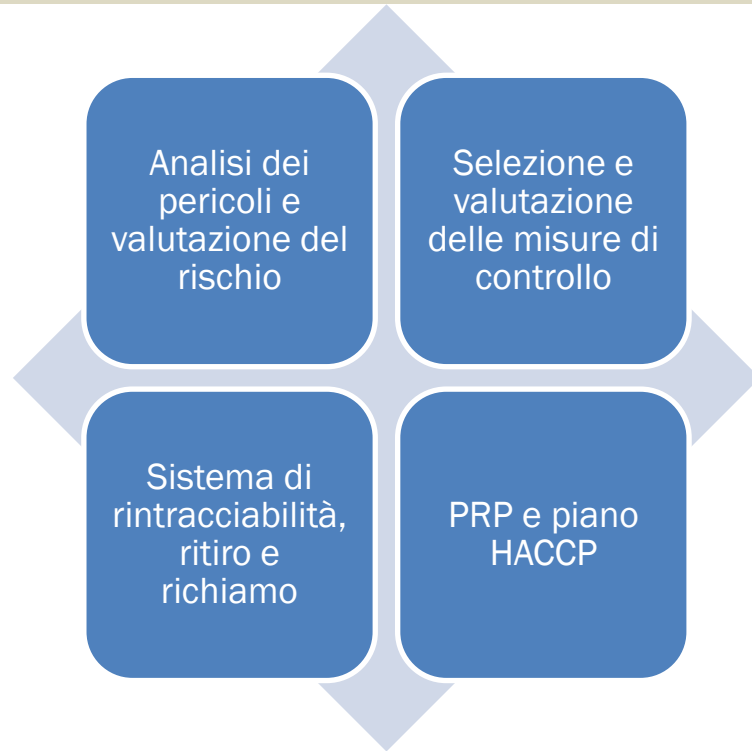 Analisi dei
pericoli e
valutazione del
rischio
Selezione e
valutazione
delle misure di
controllo
Sistema di
rintracciabilità,
ritiro e
richiamo
PRP e piano
HACCP